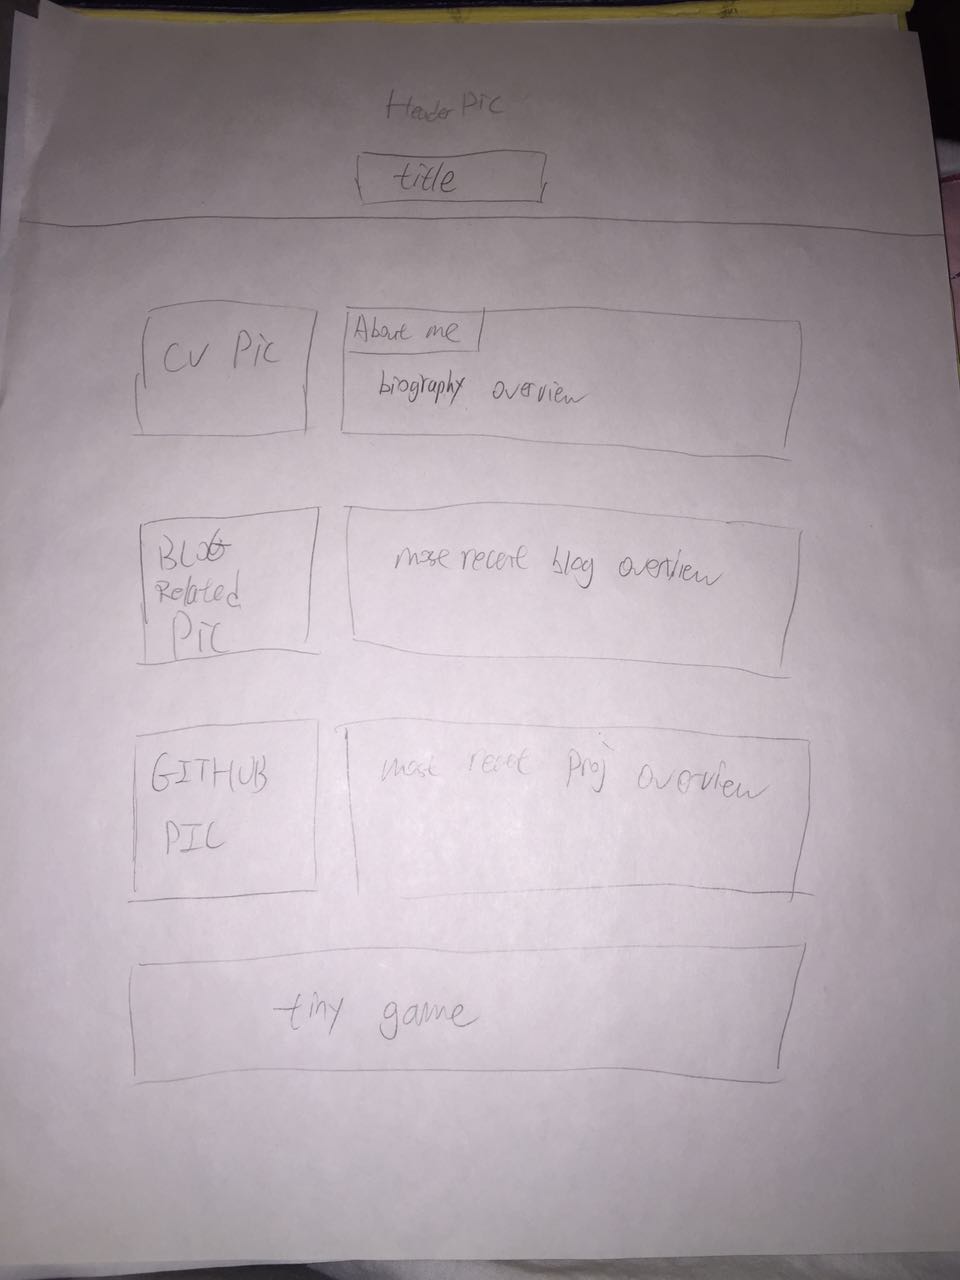 Header Pic
title
CV Pic
About me
biography overview
BLOG
Related
Pic
most recent blog overview
GITHUB
PIC
most recet Proj overview
tiny game